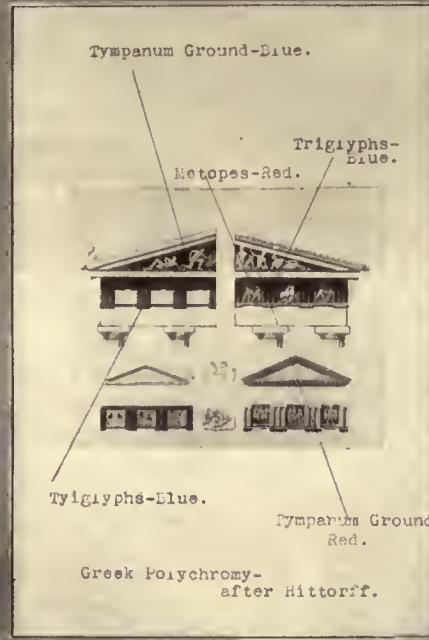 Tympanum Ground-Blue.
Triglyphs-
Blue.
Metopes-Red.
Tyiglyphs-Blue.
Tympanum Ground
Red.
Greek Polychromy-
after Hittorff.